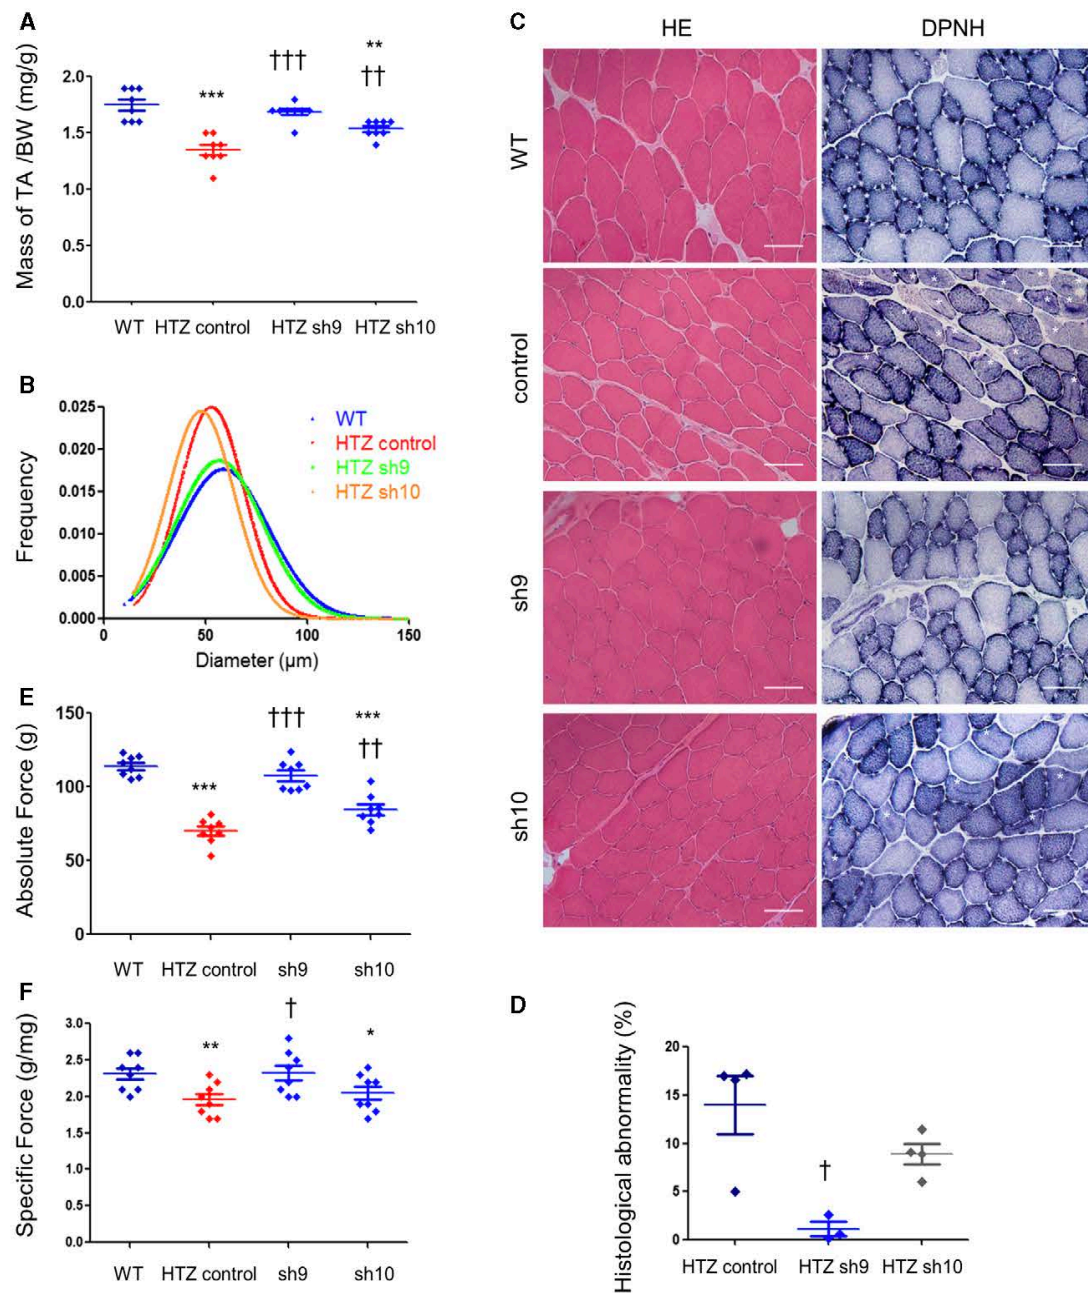 A
Mass of TA /BW (mg/g)
2.0
1.5
1.0
0.5
0.0
***
†††
**
††
WT HTZ control HTZ sh9 HTZ sh10
B
Frequency
0.025
0.020
0.015
0.010
0.005
0.000
WT
HTZ control
HTZ sh9
HTZ sh10
0 50 100 150
Diameter (µm)
C
HE DPNH
WT
control
sh9
sh10
E
Absolute Force (g)
150
100
50
0
***
†††
***
††
WT HTZ control sh9 sh10
F
Specific Force (g/mg)
3.0
2.5
2.0
1.5
1.0
0.5
0.0
**
†
*
WT HTZ control sh9 sh10
D
Histological abnormality (%)
20
15
10
5
0
†
HTZ control HTZ sh9 HTZ sh10